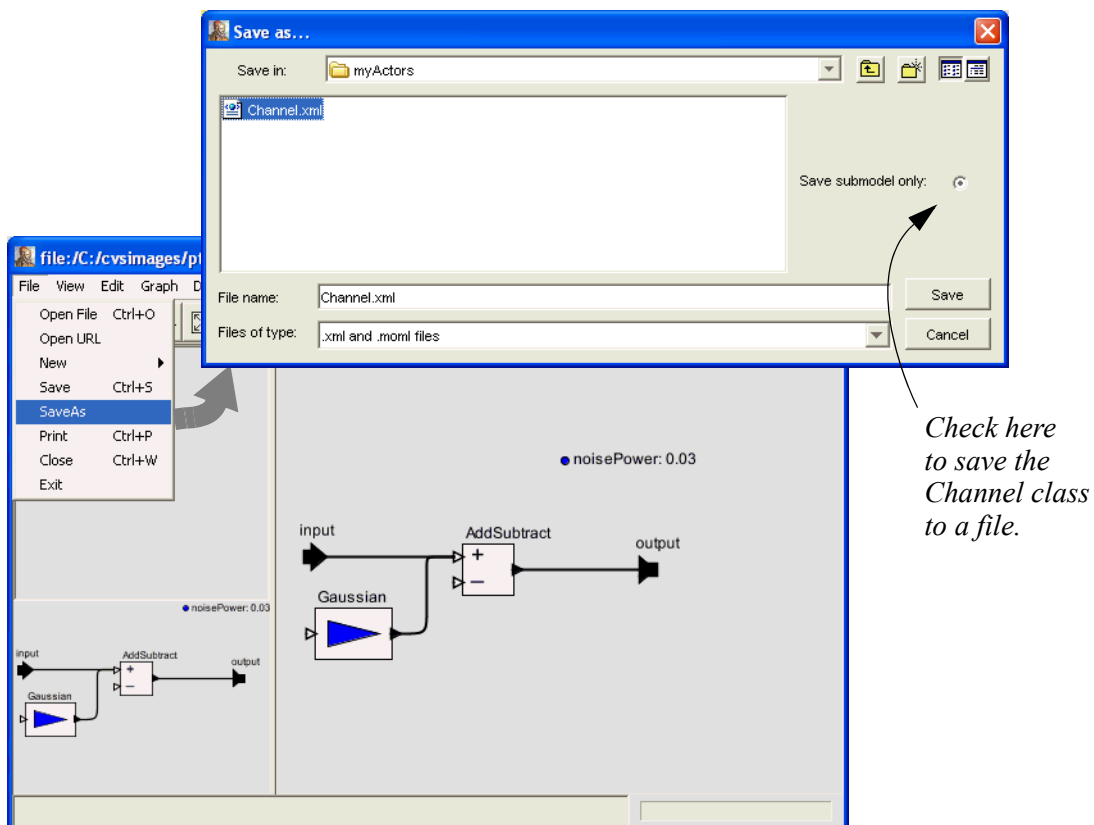 Save as...
Save in:
myActors
Channel.xml
Save submodel only:
File name:
Channel.xml
Save
Files of type:
.xml and .moml files
Cancel
file:/C:/cvsimages/pt
File View Edit Graph D
Open File Ctrl+O
Open URL
New
Save Ctrl+S
SaveAs
Print Ctrl+P
Close Ctrl+W
Exit
Check here
to save the
Channel class
to a file.
noisePower: 0.03
input
AddSubtract
output
+
−
Gaussian
noisePower: 0.03
input
AddSubtract
output
+
−
Gaussian